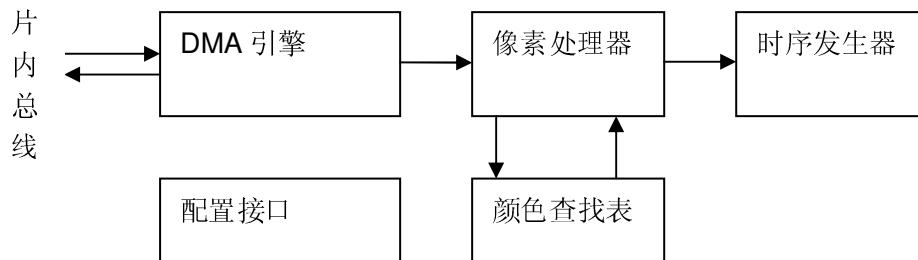 片
内
总
线
DMA 引擎
像素处理器
时序发生器
配置接口
颜色查找表